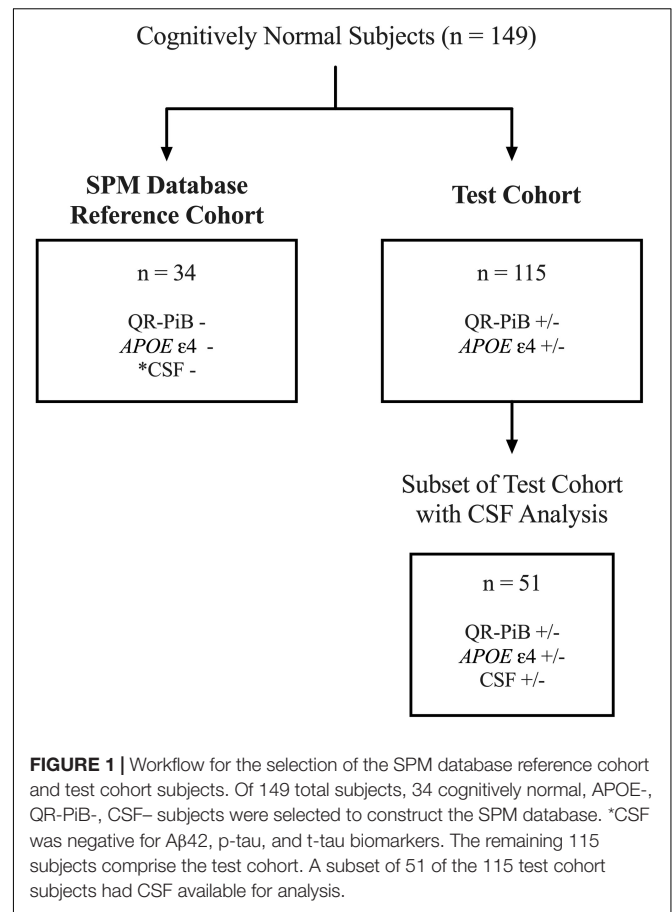 Cognitively Normal Subjects (n = 149)
SPM Database
Reference Cohort
n = 34
QR-PiB -
APOE ε4 -
*CSF -
Test Cohort
n = 115
QR-PiB +/-
APOE ε4 +/-
Subset of Test Cohort
with CSF Analysis
n = 51
QR-PiB +/-
APOE ε4 +/-
CSF +/-
FIGURE 1 | Workflow for the selection of the SPM database reference cohort
and test cohort subjects. Of 149 total subjects, 34 cognitively normal, APOE-,
QR-PiB-, CSF– subjects were selected to construct the SPM database. *CSF
was negative for Aβ42, p-tau, and t-tau biomarkers. The remaining 115
subjects comprise the test cohort. A subset of 51 of the 115 test cohort
subjects had CSF available for analysis.